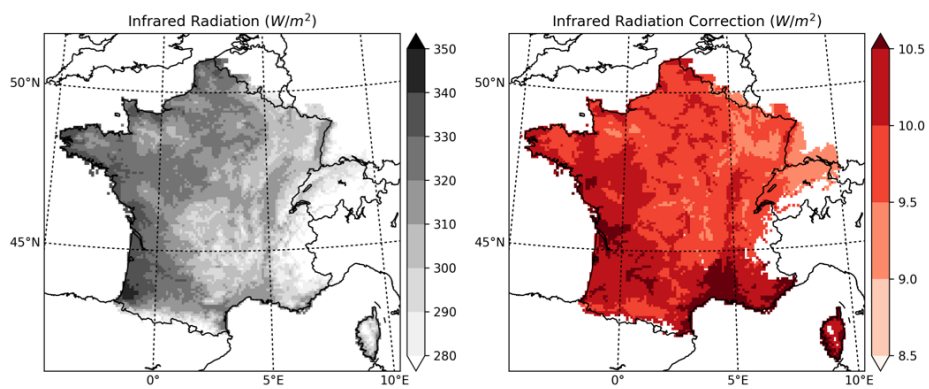 Infrared Radiation (W/m²)
50°N
45°N
0°
5°E
10°E
350
340
330
320
310
300
290
280
Infrared Radiation Correction (W/m²)
50°N
45°N
0°
5°E
10°E
10.5
10.0
9.5
9.0
8.5